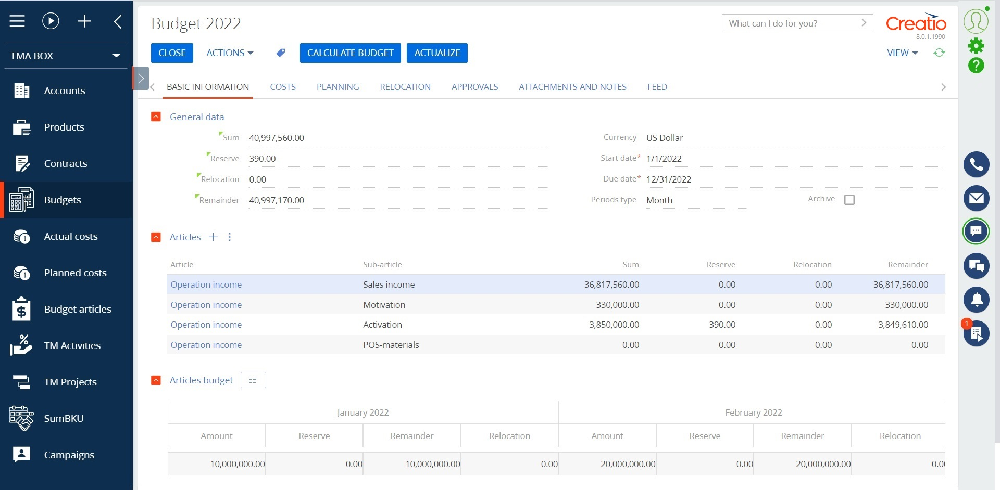 TMA BOX
Accounts
Products
Contracts
Budgets
Actual costs
Planned costs
Budget articles
TM Activities
TM Projects
SumBKU
Campaigns
Budget 2022
What can I do for you?
Creatio
8.0.1.1990
CLOSE ACTIONS CALCULATE BUDGET ACTUALIZE VIEW
BASIC INFORMATION COSTS PLANNING RELOCATION APPROVALS ATTACHMENTS AND NOTES FEED
General data
Sum 40,997,560.00 Currency US Dollar
Reserve 390.00 Start date* 1/1/2022
Relocation 0.00 Due date* 12/31/2022
Remainder 40,997,170.00 Periods type Month Archive
Articles
Article Sub-article Sum Reserve Relocation Remainder
Operation income Sales income 36,817,560.00 0.00 0.00 36,817,560.00
Operation income Motivation 330,000.00 0.00 0.00 330,000.00
Operation income Activation 3,850,000.00 390.00 0.00 3,849,610.00
Operation income POS-materials 0.00 0.00 0.00 0.00
Articles budget
January 2022 February 2022
Amount Reserve Remainder Relocation Amount Reserve Remainder Relocation
10,000,000.00 0.00 10,000,000.00 0.00 20,000,000.00 0.00 20,000,000.00 0.00
?
1